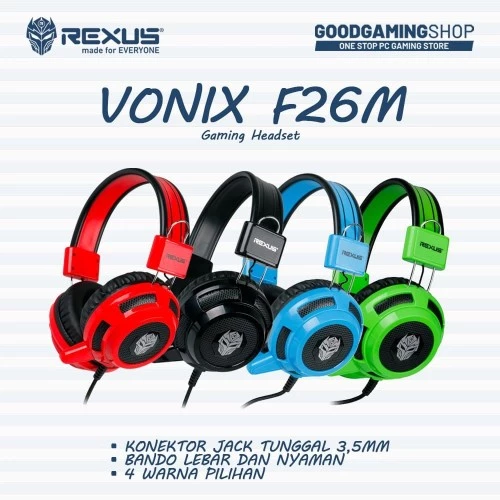 REXUS®
made for EVERYONE
GOODGAMINGSHOP
ONE STOP PC GAMING STORE
VONIX F26M
Gaming Headset
REXUS
REXUS
▪ KONEKTOR JACK TUNGGAL 3,5MM
▪ BANDO LEBAR DAN NYAMAN
▪ 4 WARNA PILIHAN